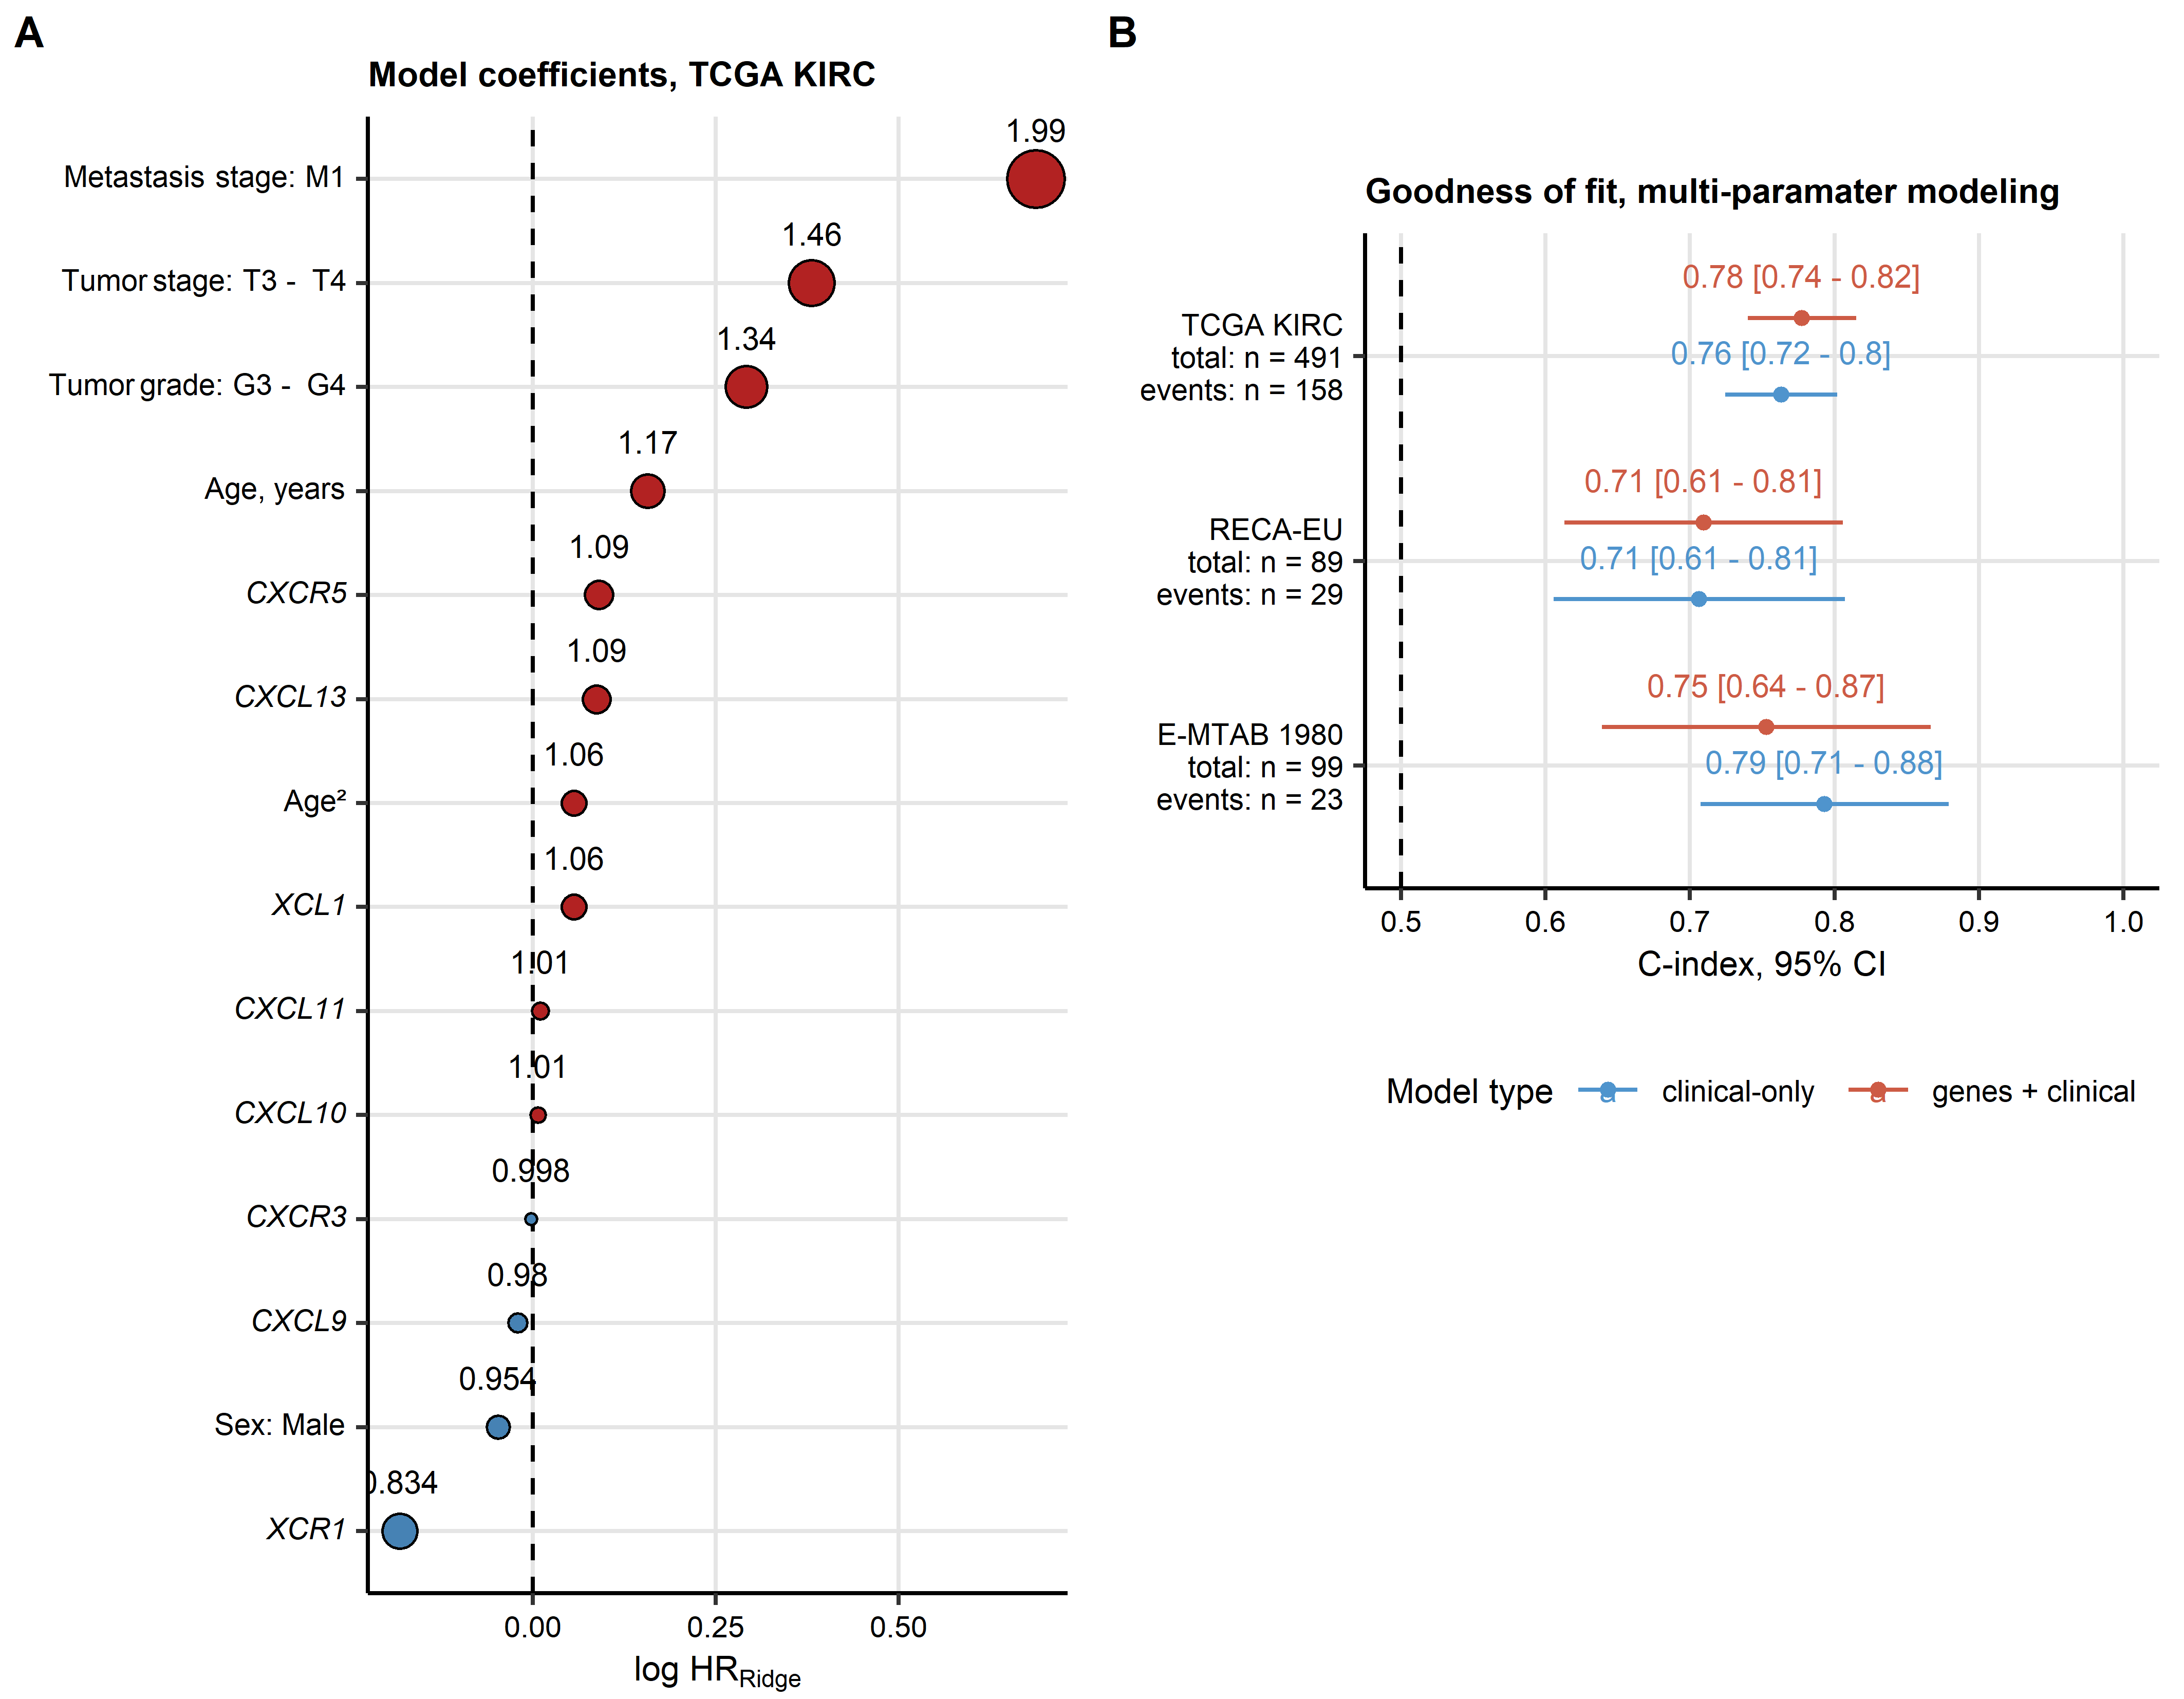 A
Model coefficients, TCGA KIRC
1.99
Metastasis stage: M1
1.46
Tumor stage: T3 - T4
1.34
Tumor grade: G3 - G4
1.17
Age, years
1.09
CXCR5
1.09
CXCL13
1.06
Age²
1.06
XCL1
1.01
CXCL11
1.01
CXCL10
0.998
CXCR3
0.98
CXCL9
0.954
Sex: Male
0.834
XCR1
0.00 0.25 0.50
log HRRidge
B
Goodness of fit, multi-paramater modeling
0.78 [0.74 - 0.82]
TCGA KIRC
total: n = 491
events: n = 158
0.76 [0.72 - 0.8]
0.71 [0.61 - 0.81]
RECA-EU
total: n = 89
events: n = 29
0.71 [0.61 - 0.81]
0.75 [0.64 - 0.87]
E-MTAB 1980
total: n = 99
events: n = 23
0.79 [0.71 - 0.88]
0.5 0.6 0.7 0.8 0.9 1.0
C-index, 95% CI
Model type a clinical-only a genes + clinical